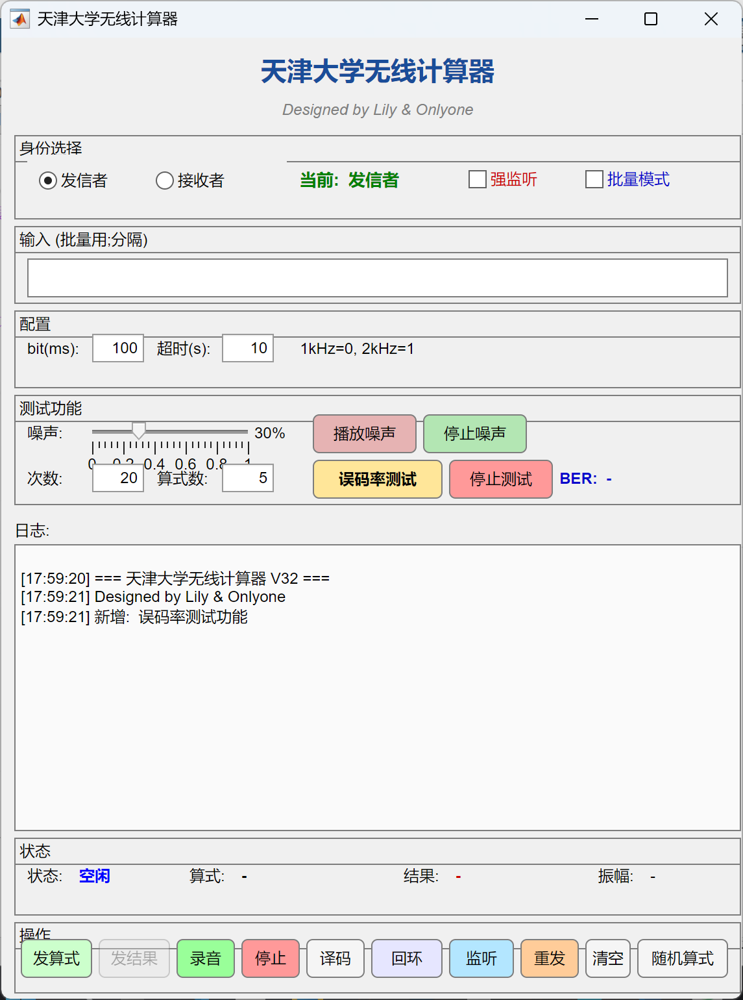 天津大学无线计算器
天津大学无线计算器
Designed by Lily & Onlyone
身份选择
发信者 接收者 当前: 发信者 强监听 批量模式
输入 (批量用;分隔)
配置
bit(ms): 100 超时(s): 10 1kHz=0, 2kHz=1
测试功能
噪声: 30% 播放噪声 停止噪声
0 0.2 0.4 0.6 0.8 1
次数: 20 算式数: 5 误码率测试 停止测试 BER: -
日志:
[17:59:20] === 天津大学无线计算器 V32 ===
[17:59:21] Designed by Lily & Onlyone
[17:59:21] 新增: 误码率测试功能
状态
状态: 空闲 算式: - 结果: - 振幅: -
操作
发算式 发结果 录音 停止 译码 回环 监听 重发 清空 随机算式